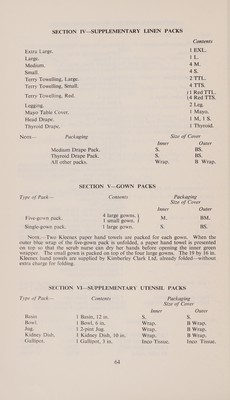 SECTION IV—SUPPLEMENTARY LINEN PACKS
Contents
Extra Large. 1 EXL.
Large. 1 L.
Medium. 4 M.
Small. 4 S.
Terry Towelling, Large. 2 TTL.
Terry Towelling, Small. 4 TTS.
Terry Towelling, Red. {1 Red TTL. {4 Red TTS.
Legging. 2 Leg.
Mayo Table Cover. 1 Mayo.
Head Drape. 1 M, 1 S.
Thyroid Drape. 1 Thyroid.
NOTE— Packaging Size of Cover
Inner Outer
Medium Drape Pack. S. BS.
Thyroid Drape Pack. S. BS.
All other packs. Wrap. B Wrap.
SECTION V—GOWN PACKS
Type of Pack— Contents Packaging
Size of Cover
Inner Outer
Five-gown pack. 4 large gowns. } 1 small gown. } M. BM.
Single-gown pack. 1 large gown. S. BS.
NOTE.—Two Kleenex paper hand towels are packed for each gown. When the
outer blue wrap of the five-gown pack is unfolded, a paper hand towel is presented
on top so that the scrub nurse can dry her hands before opening the inner green
wrapper. The small gown is packed on top of the four large gowns. The 19 by 16 in.
Kleenex hand towels are supplied by Kimberley Clark Ltd. already folded—without
extra charge for folding.
SECTION VI—SUPPLEMENTARY UTENSIL PACKS
Type of Pack— Contents Packaging
Size of Cover
Inner Outer
Basin 1 Basin, 12 in. S. S.
Bowl. 1 Bowl, 6 in. Wrap. B Wrap.
Jug. 1 2-pint Jug. Wrap. B Wrap.
Kidney Dish. 1 Kidney Dish, 10 in. Wrap. B Wrap.
Gallipot. 1 Gallipot, 3 in. Inco Tissue. Inco Tissue.
64